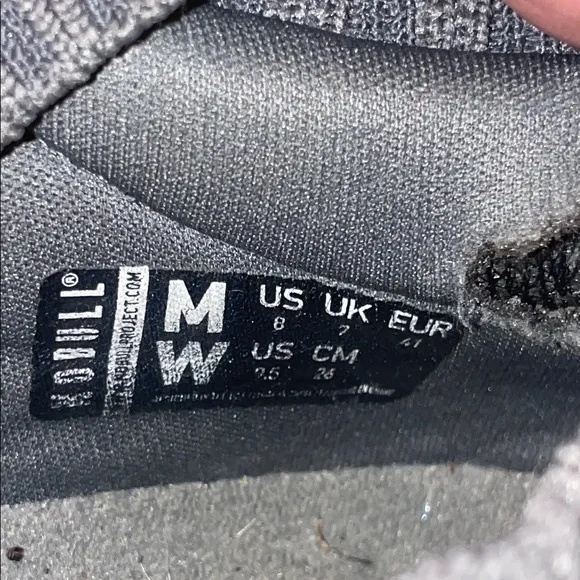 NOBULL®
NOBULLPROJECT.COM
M US UK EUR
8 7 41
W US CM
9.5 26